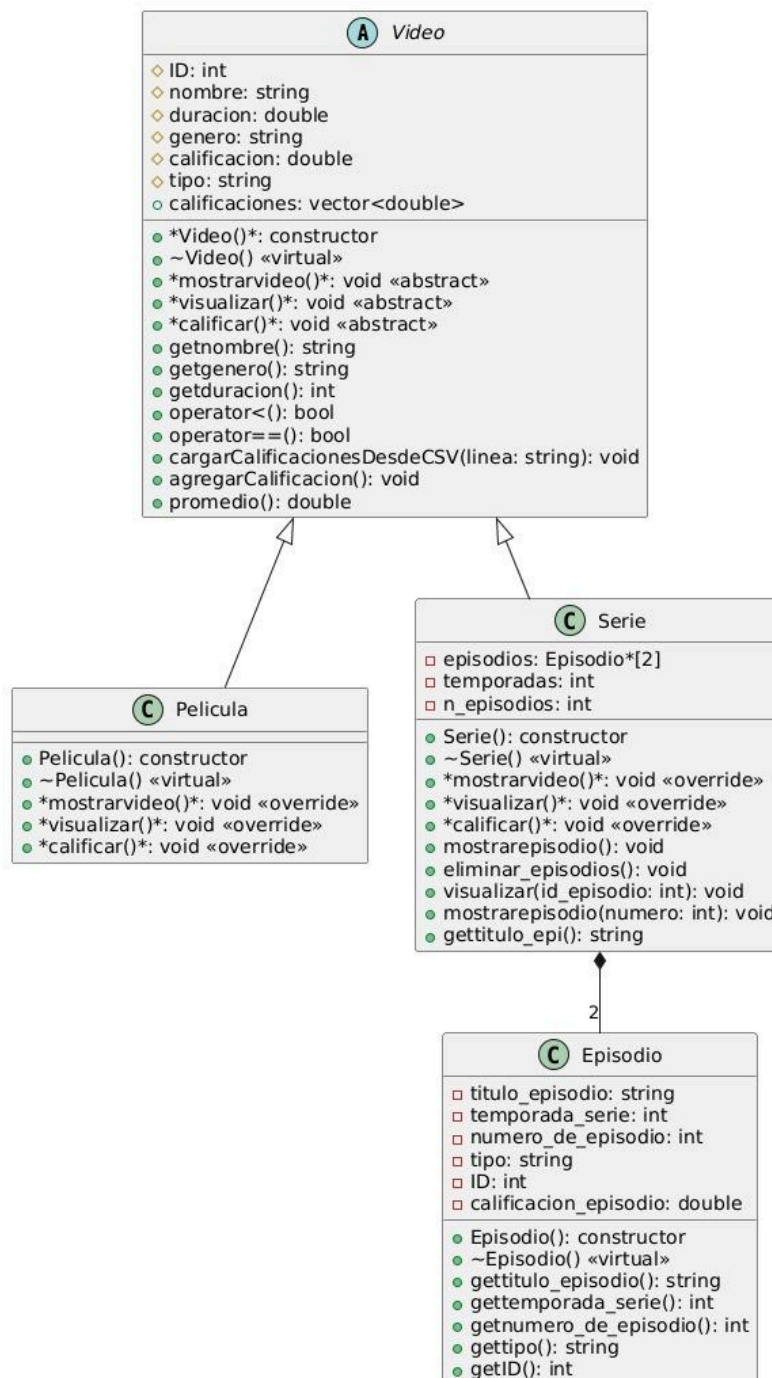 A Video
ID: int
nombre: string
duracion: double
genero: string
calificacion: double
tipo: string
calificaciones: vector<double>
*Video()*: constructor
~Video() «virtual»
*mostrarvideo()*: void «abstract»
*visualizar()*: void «abstract»
*calificar()*: void «abstract»
getnombre(): string
getgenero(): string
getduracion(): int
operator<(): bool
operator==(): bool
cargarCalificacionesDesdeCSV(linea: string): void
agregarCalificacion(): void
promedio(): double
C Pelicula
Pelicula(): constructor
~Pelicula() «virtual»
*mostrarvideo()*: void «override»
*visualizar()*: void «override»
*calificar()*: void «override»
C Serie
episodios: Episodio*[2]
temporadas: int
n_episodios: int
Serie(): constructor
~Serie() «virtual»
*mostrarvideo()*: void «override»
*visualizar()*: void «override»
*calificar()*: void «override»
mostrarepisodio(): void
eliminar_episodios(): void
visualizar(id_episodio: int): void
mostrarepisodio(numero: int): void
gettitulo_epi(): string
2
C Episodio
titulo_episodio: string
temporada_serie: int
numero_de_episodio: int
tipo: string
ID: int
calificacion_episodio: double
Episodio(): constructor
~Episodio() «virtual»
gettitulo_episodio(): string
gettemporada_serie(): int
getnumero_de_episodio(): int
gettipo(): string
getID(): int